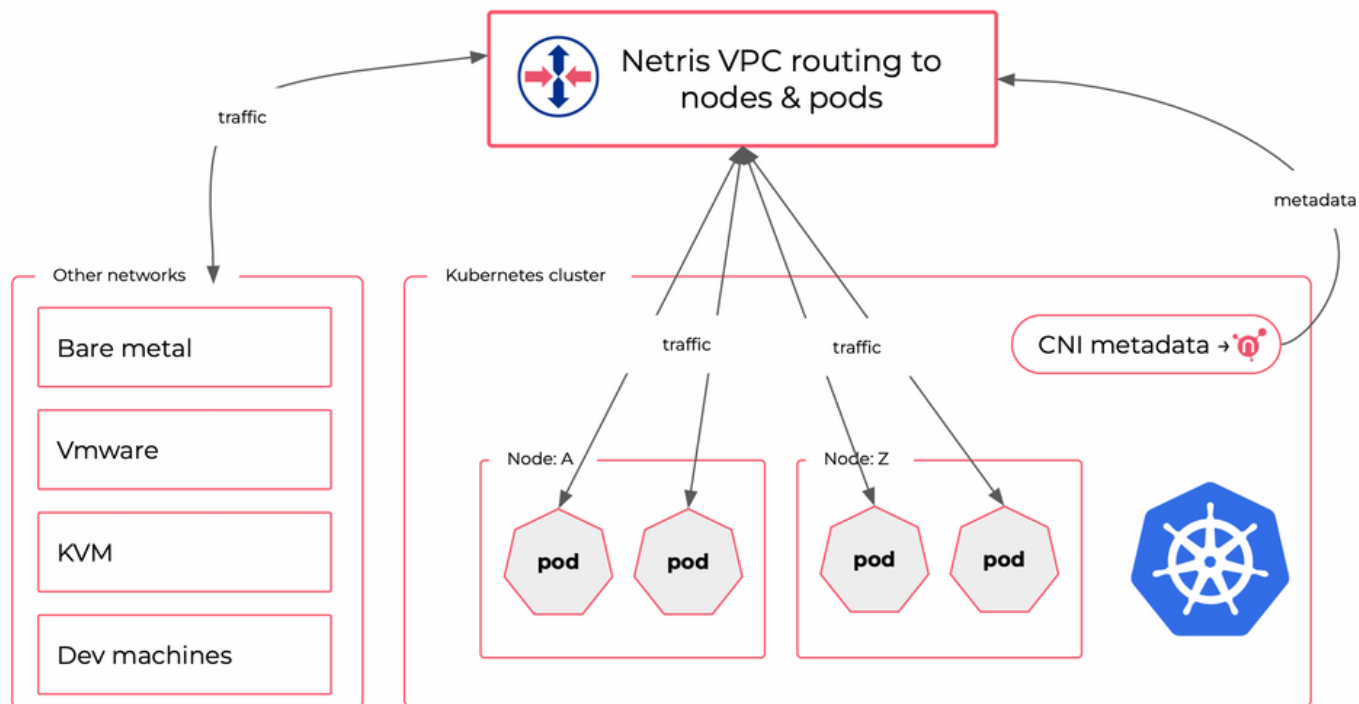 Netris VPC routing to
nodes & pods
traffic
metadata
Other networks
Kubernetes cluster
Bare metal
traffic
traffic
CNI metadata →
Vmware
Node: A
Node: Z
KVM
pod
pod
pod
pod
Dev machines